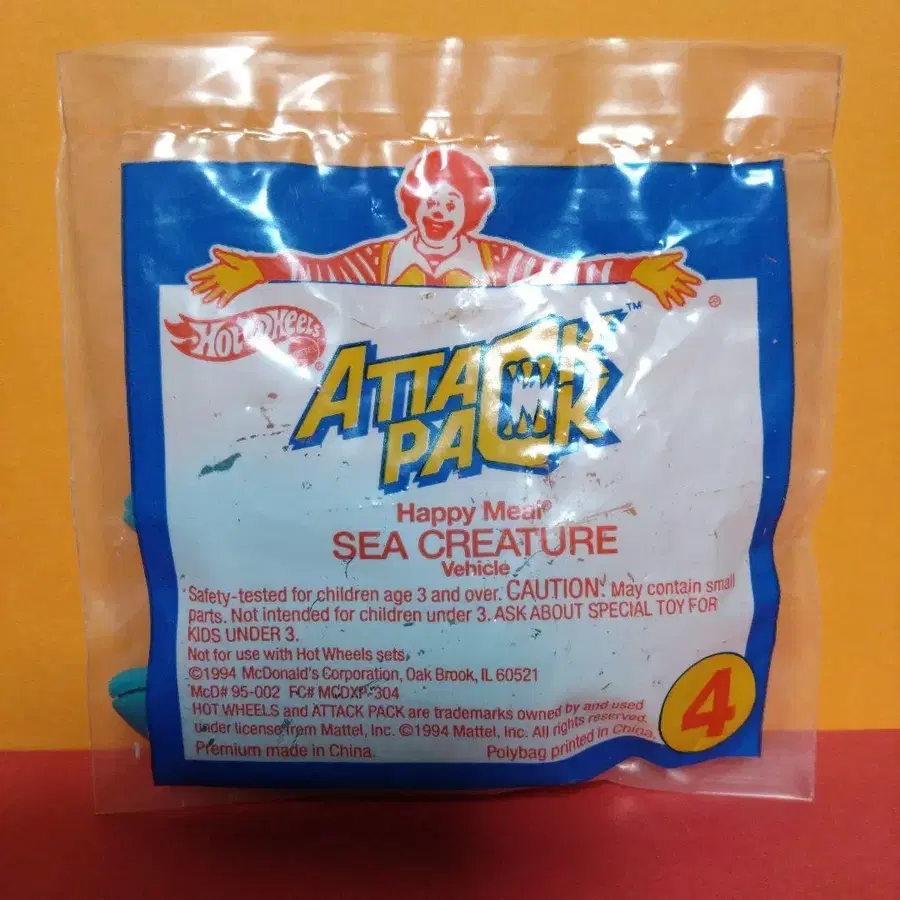 HOT WHEELS®
ATTACK
PACK™
®
Happy Meal®
SEA CREATURE
Vehicle
Safety-tested for children age 3 and over. CAUTION: May contain small
parts. Not intended for children under 3. ASK ABOUT SPECIAL TOY FOR
KIDS UNDER 3.
Not for use with Hot Wheels sets.
©1994 McDonald's Corporation, Oak Brook, IL 60521
McD# 95-002 FC# MCDXP-304
HOT WHEELS and ATTACK PACK are trademarks owned by and used
under license from Mattel, Inc. ©1994 Mattel, Inc. All rights reserved.
Premium made in China. Polybag printed in China.
4